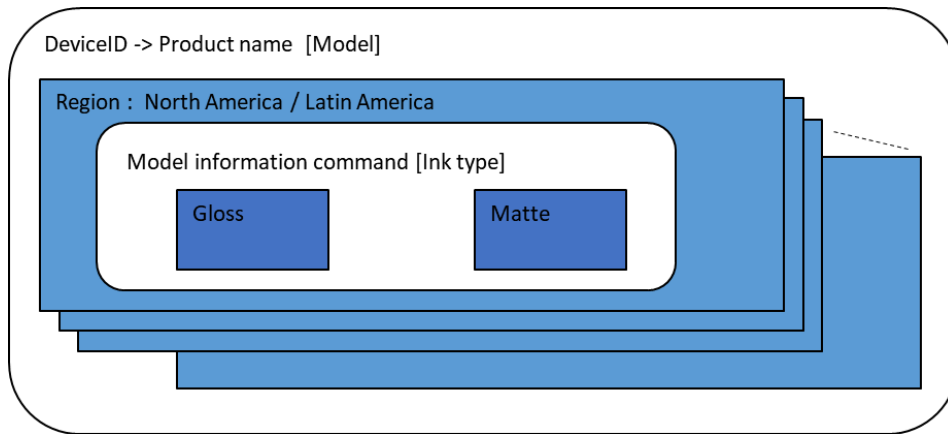 DeviceID -> Product name [Model]
Region : North America / Latin America
Model information command [Ink type]
Gloss
Matte